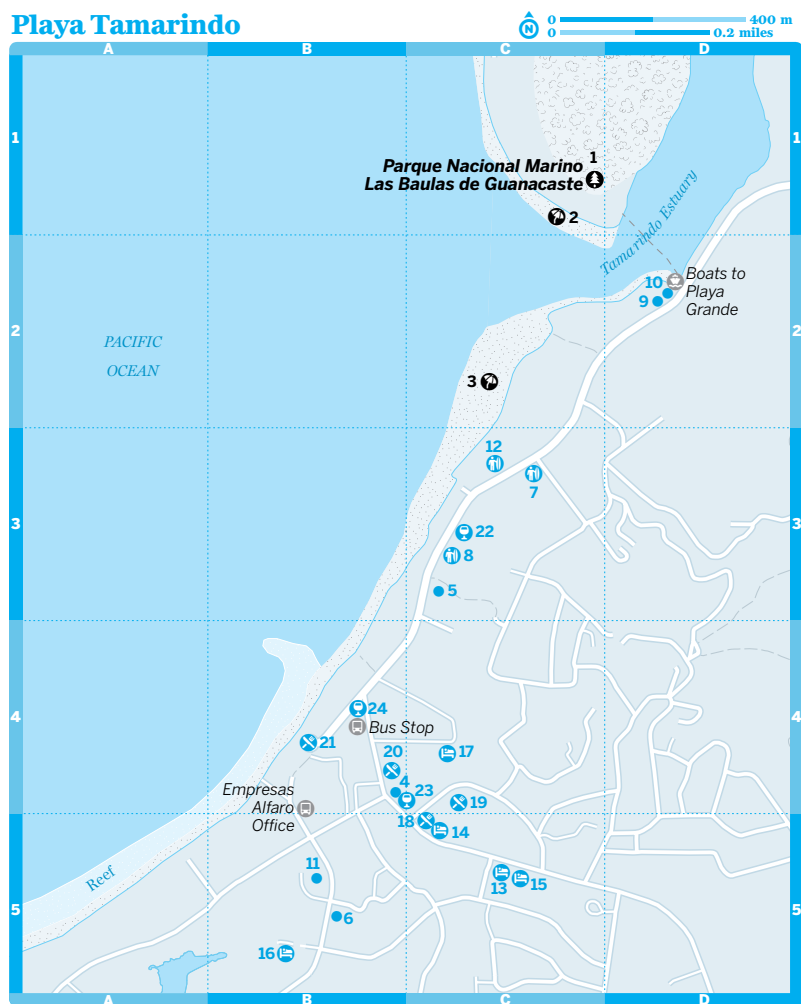 Playa Tamarindo
N
0 400 m
0 0.2 miles
A B C D
1 1
1
Parque Nacional Marino
Las Baulas de Guanacaste
2
Tamarindo Estuary
10
Boats to
Playa
Grande
9
2 2
PACIFIC
OCEAN
3
12
7
3 3
22
8
5
24
Bus Stop
4 4
21
20
17
4
23
19
Empresas
Alfaro
Office
18
14
11
13
15
Reef
5 5
6
16
A B C D